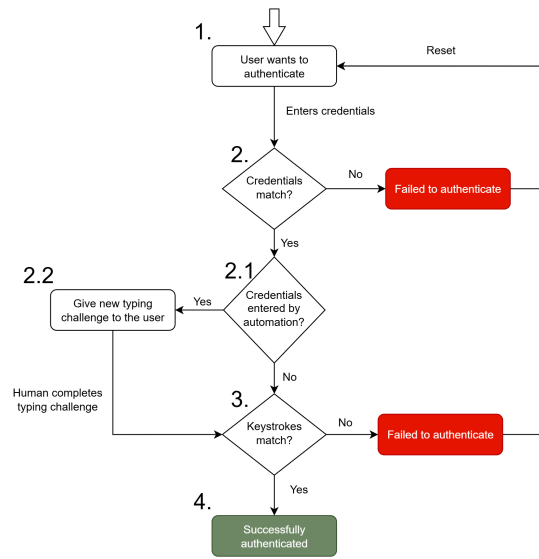 1.
User wants to
authenticate
Reset
Enters credentials
2.
Credentials
match?
No
Failed to authenticate
Yes
2.1
2.2
Credentials
entered by
automation?
Yes
Give new typing
challenge to the user
No
Human completes
typing challenge
3.
Keystrokes
match?
No
Failed to authenticate
Yes
4.
Successfully
authenticated